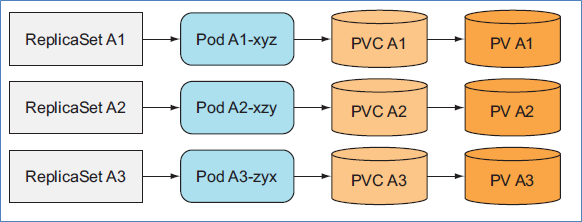 ReplicaSet A1
Pod A1-xyz
PVC A1
PV A1
ReplicaSet A2
Pod A2-xzy
PVC A2
PV A2
ReplicaSet A3
Pod A3-zyx
PVC A3
PV A3